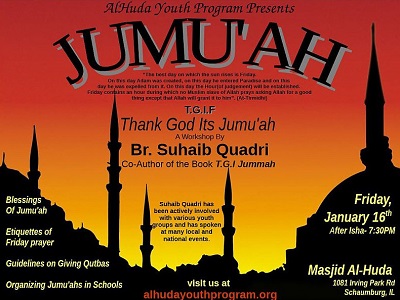 AlHuda Youth Program Presents
JUMU'AH
"The best day on which the sun rises is Friday.
On this day Adam was created, on this day he entered Paradise and on this
day he was expelled from it. On this day the Hour(of judgement) will be established.
Friday contains an hour during which no Muslim slave of Allah prays asking Allah for a good
thing except that Allah will grant it to him". (At-Tirmidhi)
T.G.I.F
Thank God Its Jumu'ah
A Workshop By
Br. Suhaib Quadri
Co-Author of the Book T.G.I Jummah
Blessings
Of Jumu'ah
Etiquettes of
Friday prayer
Guidelines on Giving Qutbas
Organizing Jumu'ahs in Schools
Suhaib Quadri has
been actively involved
with various youth
groups and has spoken
at many local and
national events.
Friday,
January 16th
After Isha- 7:30PM
Masjid Al-Huda
1081 Irving Park Rd
Schaumburg, IL
visit us at
alhudayouthprogram.org